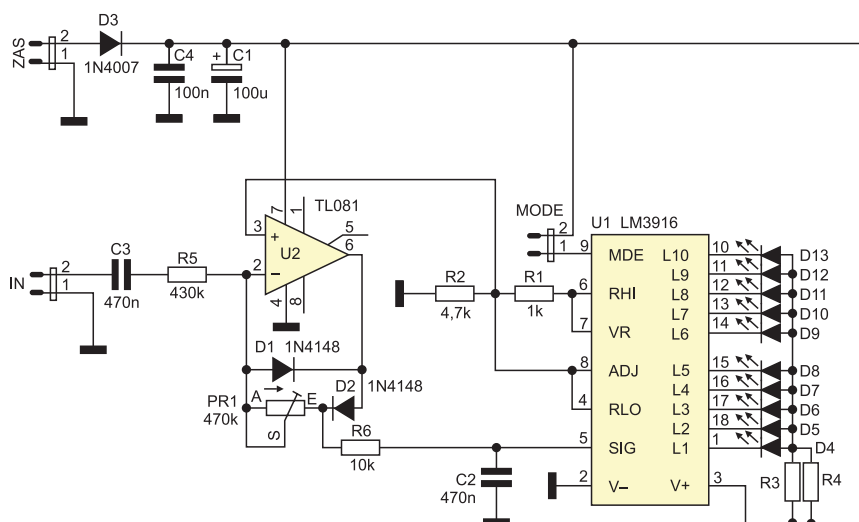 D3
ZAS
2
1
1N4007
C4
100n
+
C1
100u
TL081
7
1
3
+
5
6
U2
2
−
4
8
C3
470n
R5
430k
IN
2
1
MODE
2
1
U1 LM3916
9
MDE
L10
10
D13
L9
11
D12
R2
4,7k
R1
1k
6
RHI
L8
12
D11
L7
13
D10
7
VR
L6
14
D9
D1
1N4148
8
ADJ
L5
15
D8
D2
1N4148
L4
16
D7
PR1
470k
A
E
S
4
RLO
L3
17
D6
L2
18
D5
R6
10k
5
SIG
L1
1
D4
C2
470n
2
V−
V+
3
R3
R4